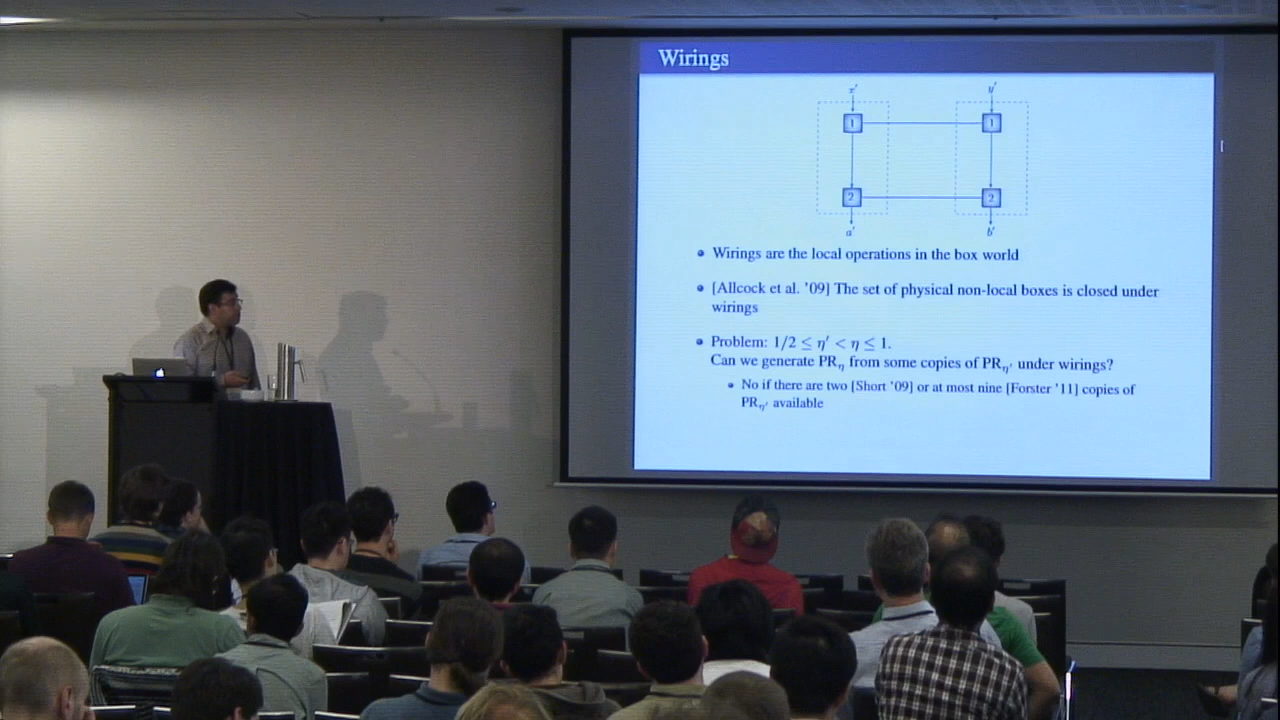 Wirings
x′ y′
1 1
2 2
a′ b′
• Wirings are the local operations in the box world
• [Allcock et al. '09] The set of physical non-local boxes is closed under
wirings
• Problem: 1/2 ≤ η′ < η ≤ 1.
Can we generate PR_η from some copies of PR_η′ under wirings?
• No if there are two [Short '09] or at most nine [Forster '11] copies of
PR_η′ available